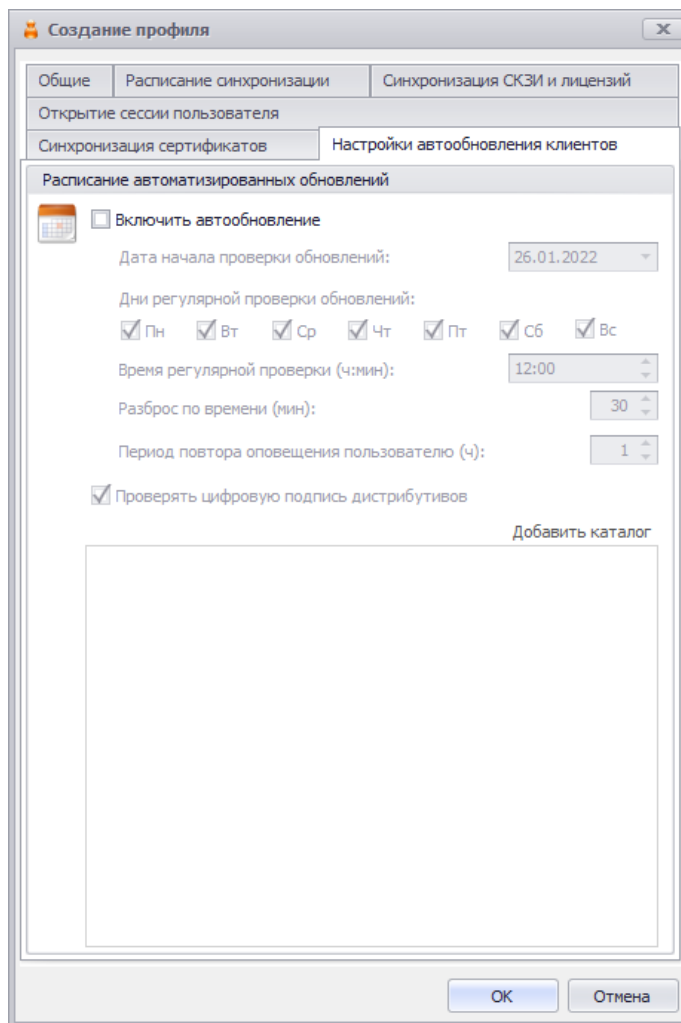 Создание профиля
Общие Расписание синхронизации Синхронизация СКЗИ и лицензий
Открытие сессии пользователя
Синхронизация сертификатов Настройки автообновления клиентов
Расписание автоматизированных обновлений
Включить автообновление
Дата начала проверки обновлений: 26.01.2022
Дни регулярной проверки обновлений:
Пн Вт Ср Чт Пт Сб Вс
Время регулярной проверки (ч:мин): 12:00
Разброс по времени (мин): 30
Период повтора оповещения пользователю (ч): 1
Проверять цифровую подпись дистрибутивов
Добавить каталог
OK Отмена